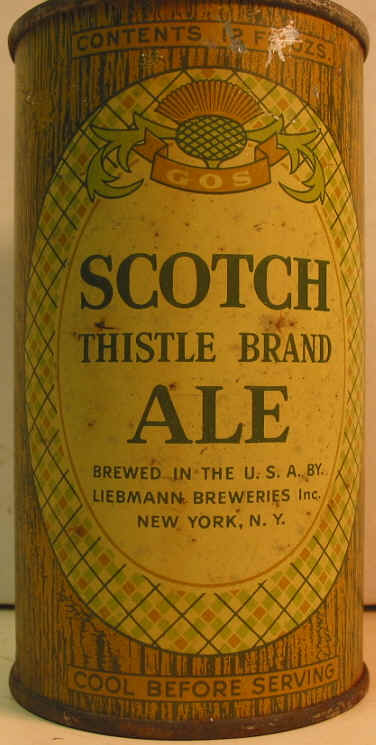 CONTENTS 12 FL. OZS.
GOS
SCOTCH
THISTLE BRAND
ALE
BREWED IN THE U. S. A. BY.
LIEBMANN BREWERIES Inc.
NEW YORK, N. Y.
COOL BEFORE SERVING